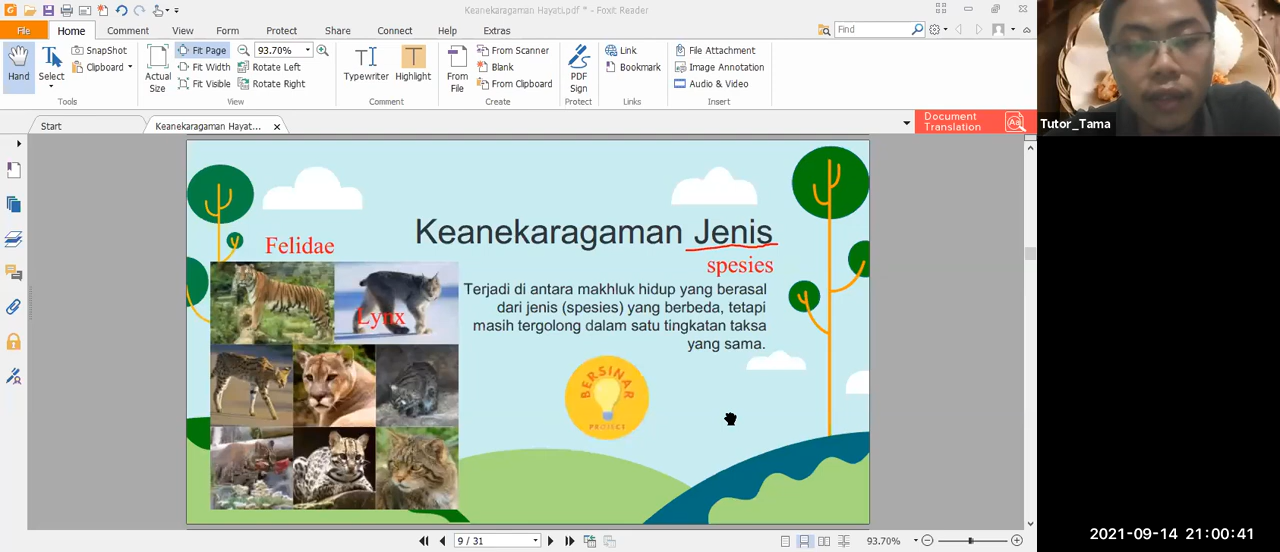 Keanekaragaman Hayati.pdf * - Foxit Reader
File
Home
Comment
View
Form
Protect
Share
Connect
Help
Extras
Find
Hand
Select
SnapShot
Clipboard
Tools
Actual Size
Fit Page
Fit Width
Fit Visible
93.70%
Rotate Left
Rotate Right
View
Typewriter
Highlight
Comment
From File
From Scanner
Blank
From Clipboard
Create
PDF Sign
Protect
Link
Bookmark
Links
File Attachment
Image Annotation
Audio & Video
Insert
Tutor_Tama
Start
Keanekaragaman Hayat...
Document Translation
Keanekaragaman Jenis
Felidae
spesies
Lynx
Terjadi di antara makhluk hidup yang berasal
dari jenis (spesies) yang berbeda, tetapi
masih tergolong dalam satu tingkatan taksa
yang sama.
BERSINAR
PROJECT
9 / 31
93.70%
2021-09-14 21:00:41